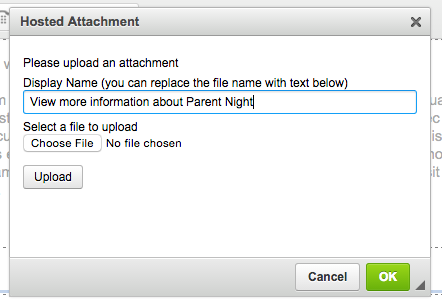 Hosted Attachment
Please upload an attachment
Display Name (you can replace the file name with text below)
View more information about Parent Night
Select a file to upload
Choose File No file chosen
Upload
Cancel OK